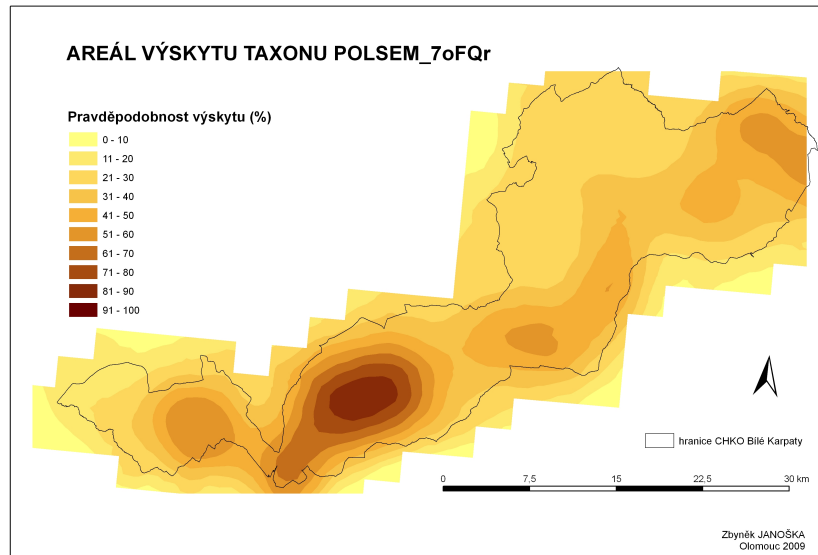 AREÁL VÝSKYTU TAXONU POLSEM_7oFQr
Pravděpodobnost výskytu (%)
0 - 10
11 - 20
21 - 30
31 - 40
41 - 50
51 - 60
61 - 70
71 - 80
81 - 90
91 - 100
hranice CHKO Bílé Karpaty
0 7,5 15 22,5 30 km
Zbyněk JANOŠKA
Olomouc 2009